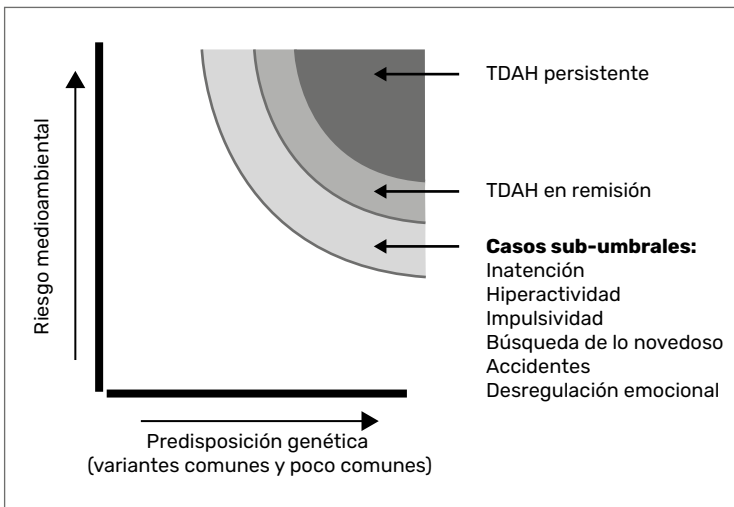 TDAH persistente
TDAH en remisión
Casos sub-umbrales:
Inatención
Hiperactividad
Impulsividad
Búsqueda de lo novedoso
Accidentes
Desregulación emocional
Riesgo medioambiental
Predisposición genética
(variantes comunes y poco comunes)